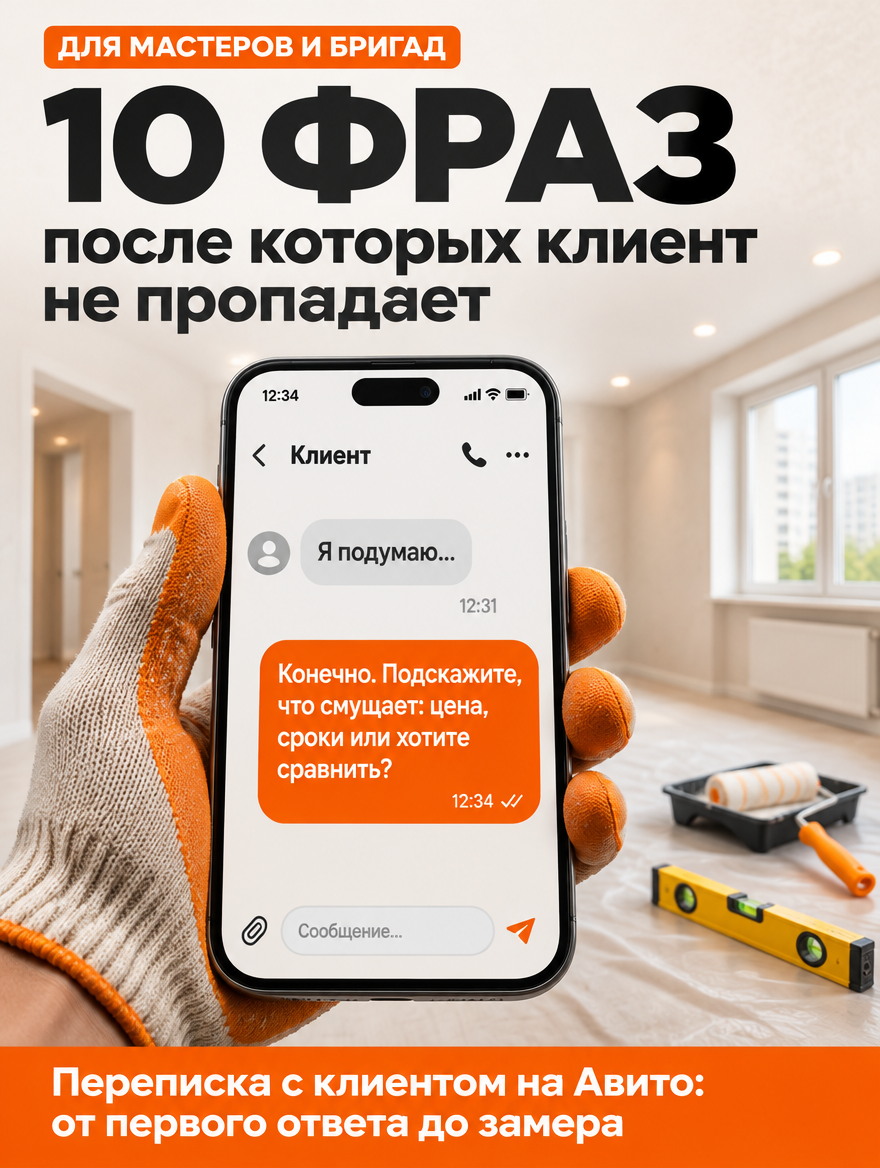 ДЛЯ МАСТЕРОВ И БРИГАД
10 ФРАЗ
после которых клиент
не пропадает
12:34
Клиент
Я подумаю...
12:31
Конечно. Подскажите,
что смущает: цена,
сроки или хотите
сравнить?
12:34
Сообщение...
Переписка с клиентом на Авито:
от первого ответа до замера